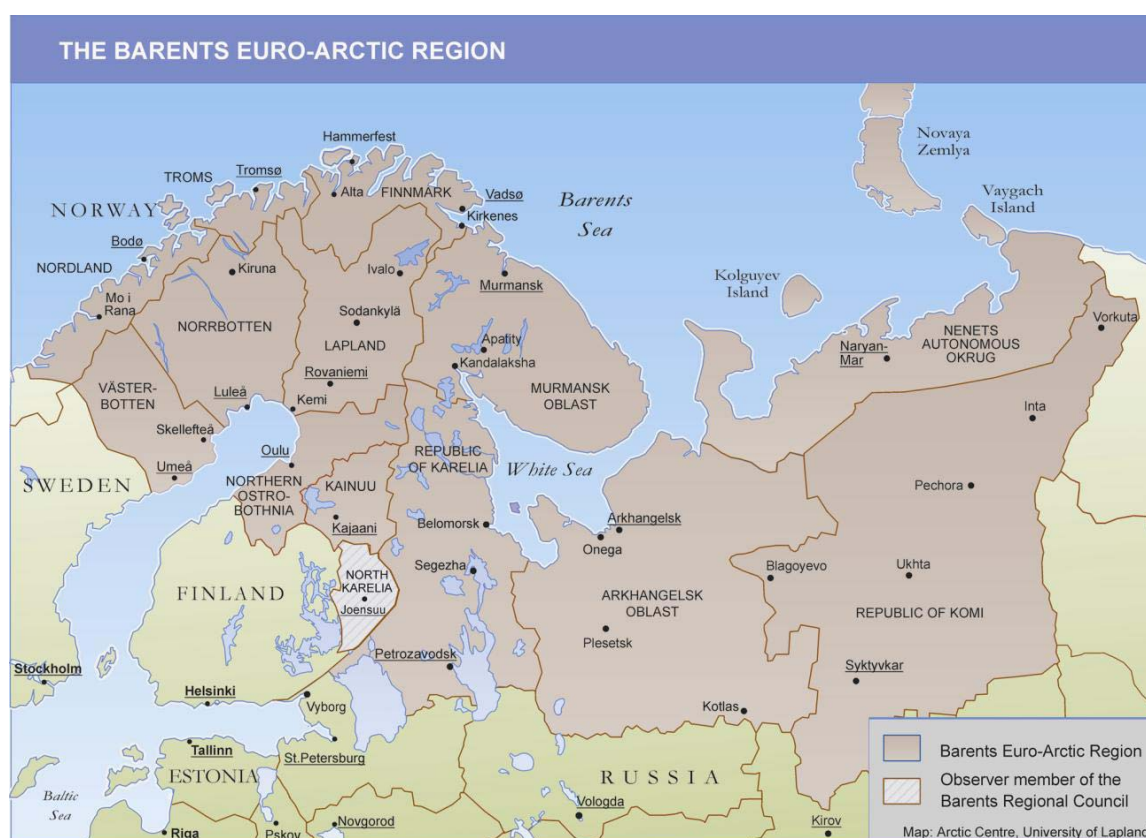 THE BARENTS EURO-ARCTIC REGION
Hammerfest
Novaya
Zemlya
TROMS
Tromsø
Alta
FINNMARK
Vadsø
Kirkenes
Barents
Sea
Vaygach
Island
NORWAY
Bodø
NORDLAND
Kiruna
Ivalo
Murmansk
Kolguyev
Island
Mo i
Rana
NORRBOTTEN
Sodankylä
LAPLAND
Apatity
Kandalaksha
Naryan-
Mar
NENETS
AUTONOMOUS
OKRUG
Vorkuta
VÄSTER-
BOTTEN
Luleå
Rovaniemi
Kemi
MURMANSK
OBLAST
Inta
Skellefteå
Oulu
REPUBLIC
OF KARELIA
White Sea
Umeå
SWEDEN
NORTHERN
OSTRO-
BOTHNIA
KAINUU
Kajaani
Belomorsk
Arkhangelsk
Onega
Pechora
Segezha
Blagoyevo
Ukhta
FINLAND
NORTH
KARELIA
Joensuu
ARKHANGELSK
OBLAST
REPUBLIC OF KOMI
Plesetsk
Petrozavodsk
Syktyvkar
Stockholm
Helsinki
Vyborg
Kotlas
Tallinn
ESTONIA
St.Petersburg
RUSSIA
Baltic
Sea
Vologda
Riga
Pskov
Novgorod
Kirov
Barents Euro-Arctic Region
Observer member of the
Barents Regional Council
Map: Arctic Centre, University of Lapland